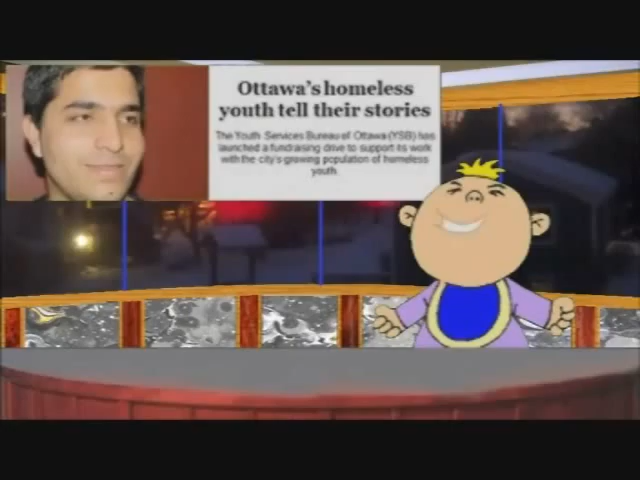 Ottawa's homeless
youth tell their stories
The Youth Services Bureau of Ottawa (YSB) has
launched a fundraising drive to support its work
with the city's growing population of homeless
youth